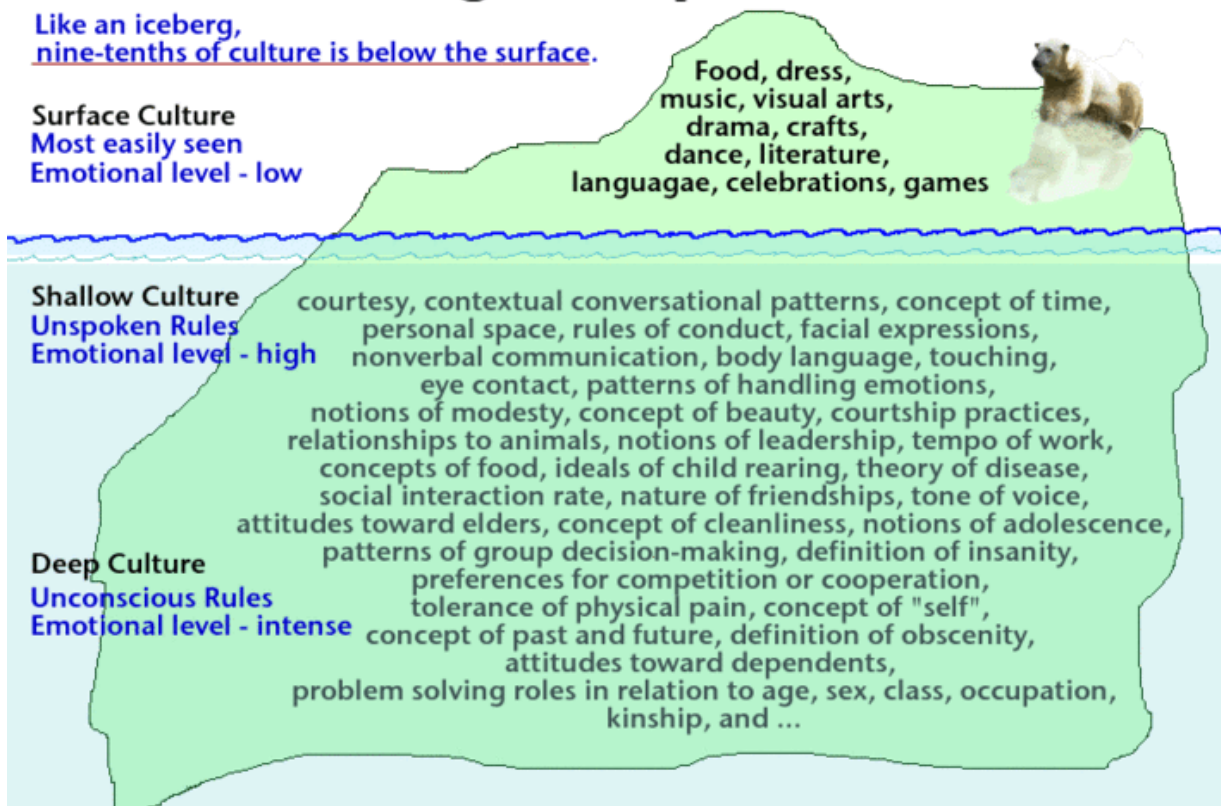 Like an iceberg,
nine-tenths of culture is below the surface.
Food, dress,
music, visual arts,
drama, crafts,
dance, literature,
languagae, celebrations, games
Surface Culture
Most easily seen
Emotional level - low
Shallow Culture
Unspoken Rules
Emotional level - high
courtesy, contextual conversational patterns, concept of time,
personal space, rules of conduct, facial expressions,
nonverbal communication, body language, touching,
eye contact, patterns of handling emotions,
notions of modesty, concept of beauty, courtship practices,
relationships to animals, notions of leadership, tempo of work,
concepts of food, ideals of child rearing, theory of disease,
social interaction rate, nature of friendships, tone of voice,
attitudes toward elders, concept of cleanliness, notions of adolescence,
patterns of group decision-making, definition of insanity,
preferences for competition or cooperation,
tolerance of physical pain, concept of "self",
concept of past and future, definition of obscenity,
attitudes toward dependents,
problem solving roles in relation to age, sex, class, occupation,
kinship, and ...
Deep Culture
Unconscious Rules
Emotional level - intense